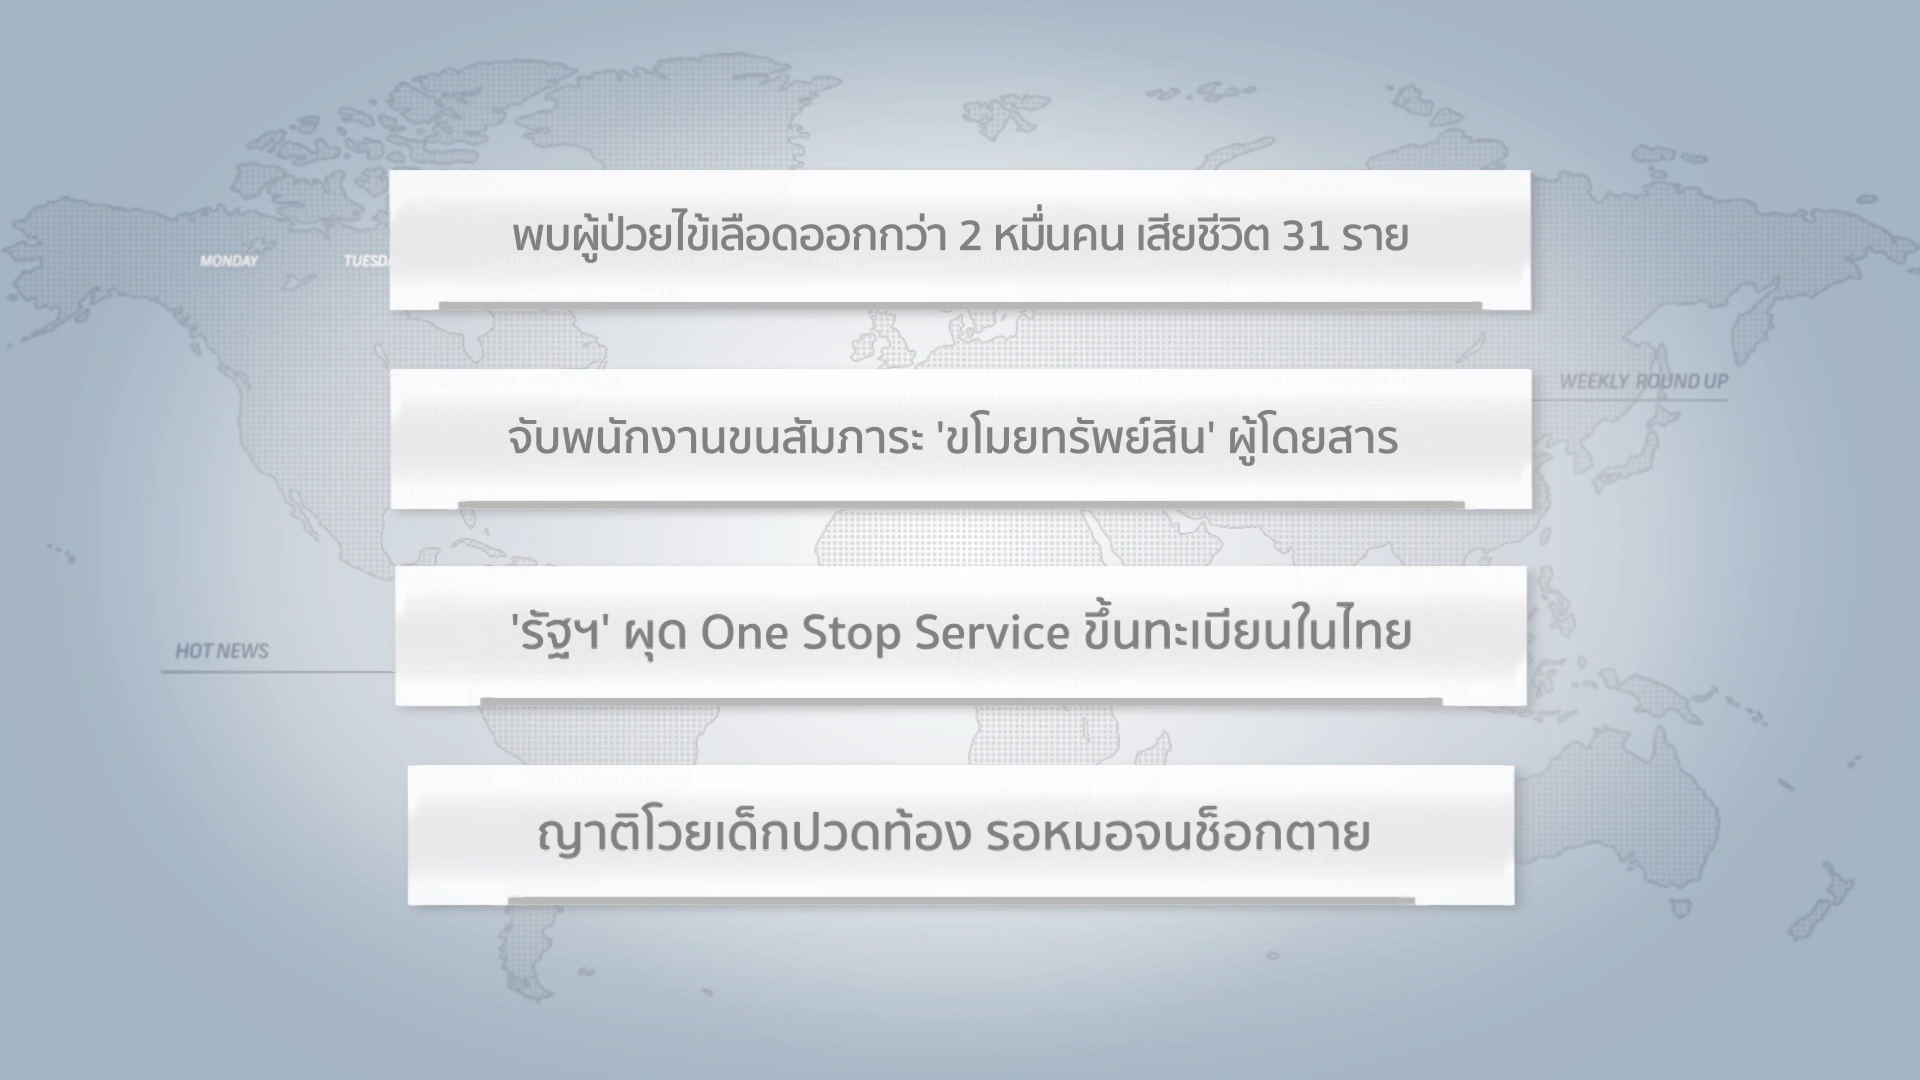 พบผู้ป่วยไข้เลือดออกกว่า 2 หมื่นคน เสียชีวิต 31 ราย
MONDAY
TUESDA
WEEKLY ROUND UP
จับพนักงานขนสัมภาระ 'ขโมยทรัพย์สิน' ผู้โดยสาร
'รัฐฯ' ผุด One Stop Service ขึ้นทะเบียนในไทย
HOT NEWS
ญาติโวยเด็กปวดท้อง รอหมอจนช็อกตาย